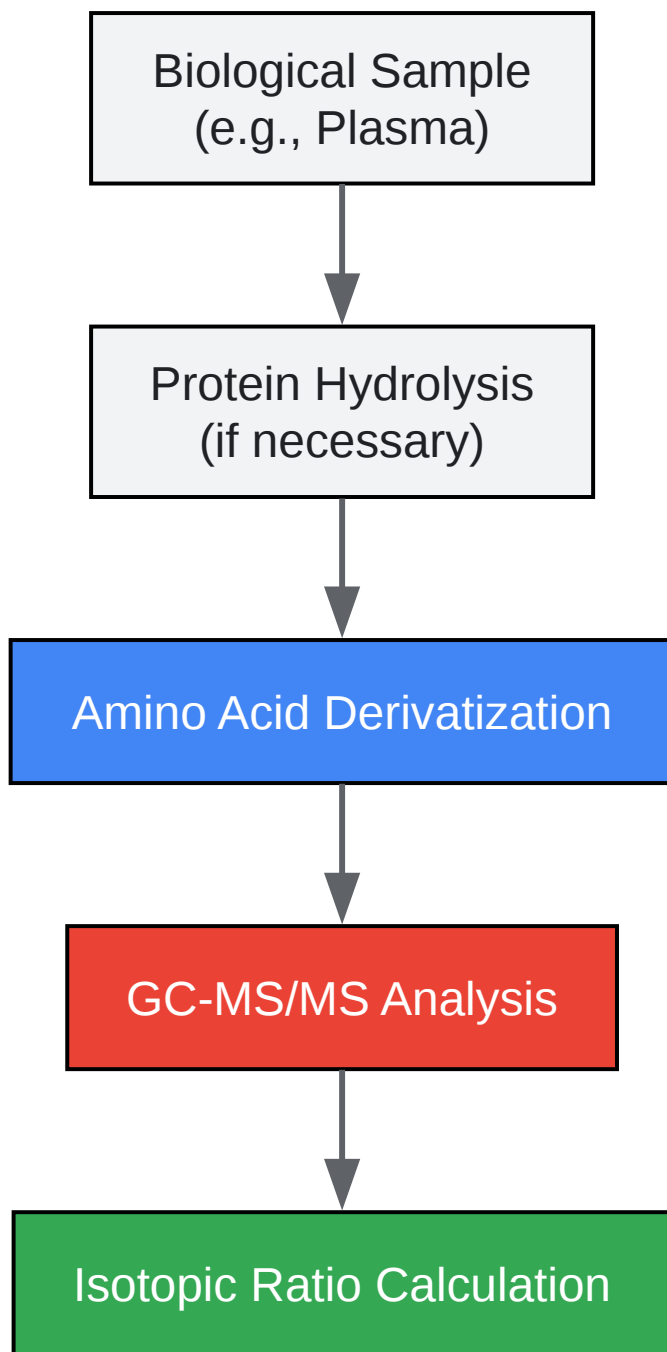 Biological Sample
(e.g., Plasma)
Protein Hydrolysis
(if necessary)
Amino Acid Derivatization
GC-MS/MS Analysis
Isotopic Ratio Calculation